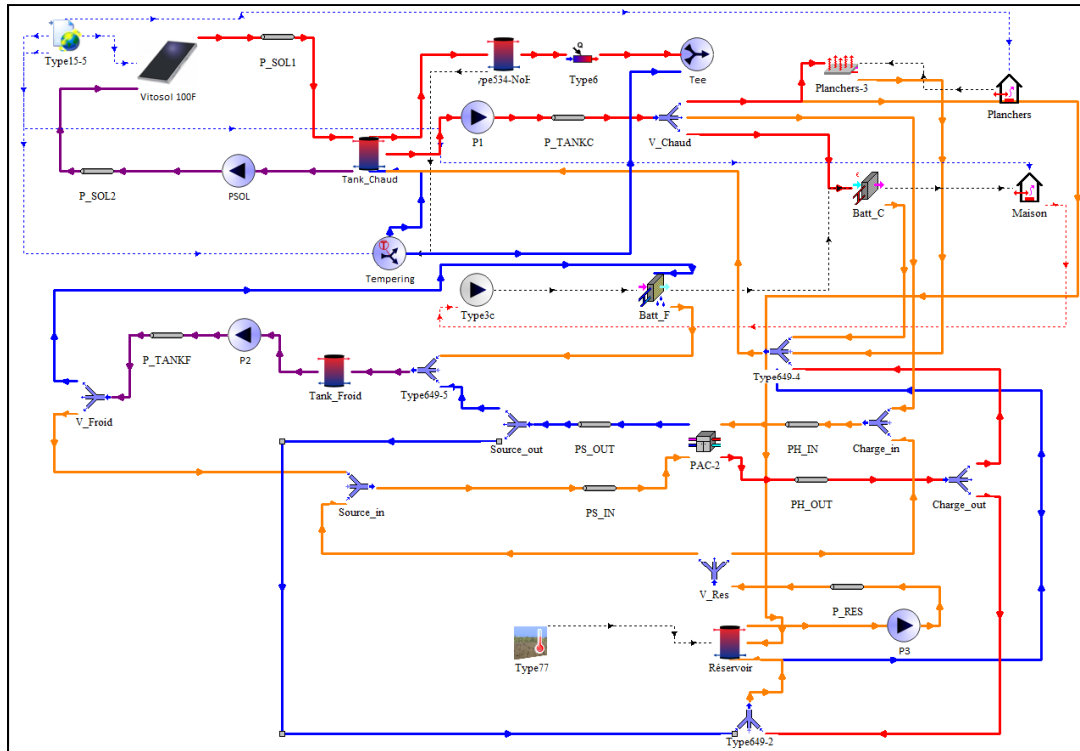 Type15-5
Vitosol 100F
P_SOL1
ype534-NoH
Type6
Tee
Planchers-3
Planchers
P1
P_TANKC
V_Chaud
Tank_Chaud
P_SOL2
PSOL
Batt_C
Maison
Tempering
Type3c
Batt_F
P_TANKF
P2
Tank_Froid
Type649-5
Type649-4
V_Froid
Source_out
PS_OUT
PAC-2
PH_IN
Charge_in
Source_in
PS_IN
PH_OUT
Charge_out
V_Res
P_RES
P3
Type77
Réservoir
Type649-2